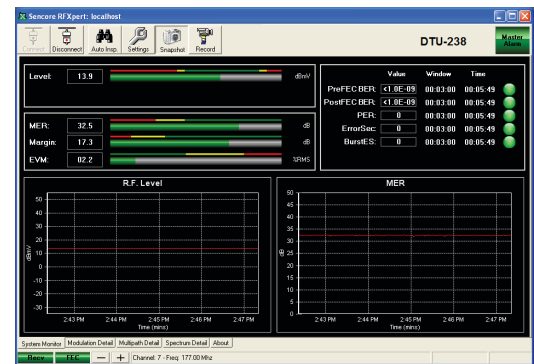 Sencore RFXpert: localhost
Connect Disconnect Auto Insp. Settings Snapshot Record DTU-238 Master Alarm
Level: 13.9 dBmV
MER: 32.5 dB
Margin: 17.3 dB
EVM: 02.2 %RMS
Value Window Time
PreFEC BER: <1.0E-09 00:03:00 00:05:49
PostFEC BER: <1.0E-09 00:03:00 00:05:49
PER: 0 00:03:00 00:05:49
ErrorSec: 0 00:03:00 00:05:49
BurstES: 0 00:03:00 00:05:49
R.F. Level
50
40
30
20
10
0
-10
-20
-30
dBmV
2:43 PM 2:44 PM 2:45 PM 2:46 PM 2:47 PM
Time (mins)
MER
50
45
40
35
30
25
20
15
10
5
0
dB
2:43 PM 2:44 PM 2:45 PM 2:46 PM 2:47 PM
Time (mins)
System Monitor Modulation Detail Multipath Detail Spectrum Detail About
Recv FEC Channel: 7 - Freq: 177.00 Mhz